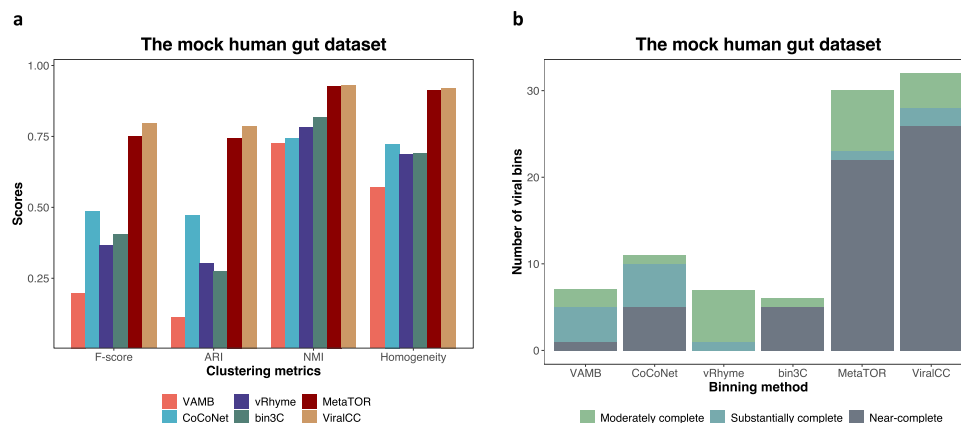 a
The mock human gut dataset
1.00
0.75
0.50
0.25
Scores
F-score ARI NMI Homogeneity
Clustering metrics
VAMB vRhyme MetaTOR
CoCoNet bin3C ViralCC
b
The mock human gut dataset
30
20
10
0
Number of viral bins
VAMB CoCoNet vRhyme bin3C MetaTOR ViralCC
Binning method
Moderately complete Substantially complete Near-complete